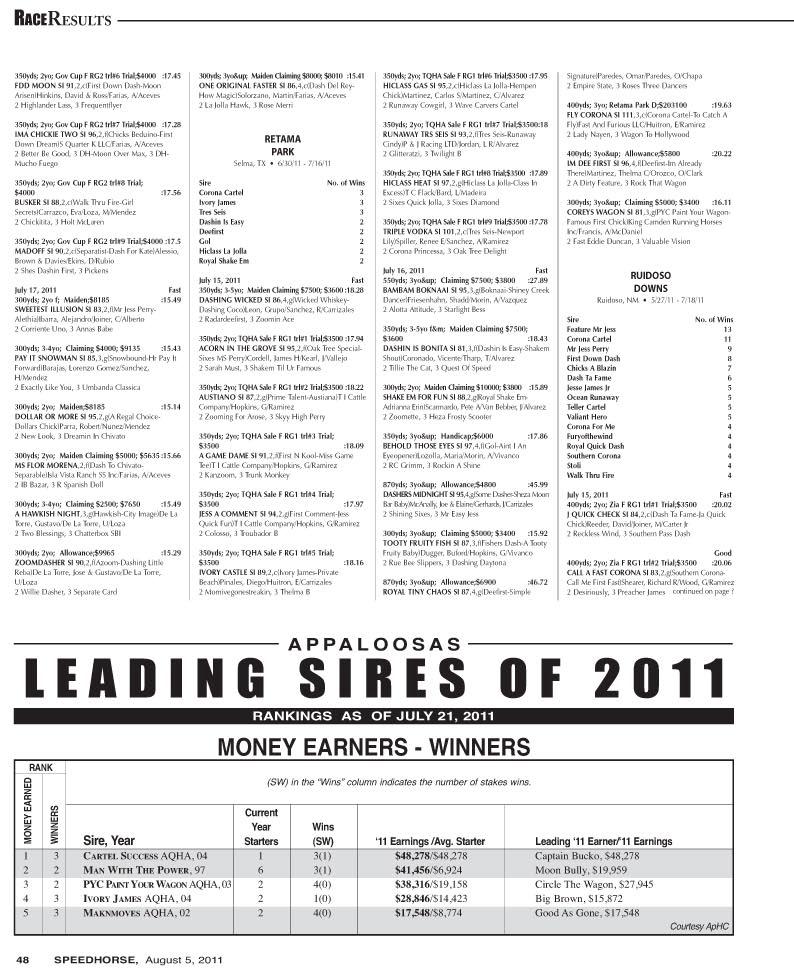 RACERESULTS
350yds; 2yo; Gov Cup F RG2 trl#6 Trial;$4000 :17.45
FDD MOON SI 91,2,c(First Down Dash-Moon
Arisen)Hinkins, David & Ross/Farias, A/Aceves
2 Highlander Lass, 3 Frequentflyer
350yds; 2yo; Gov Cup F RG2 trl#7 Trial;$4000 :17.28
IMA CHICKIE TWO SI 96,2,f(Chicks Beduino-First
Down Dream)5 Quarter K LLC/Farias, A/Aceves
2 Better Be Good, 3 DH-Moon Over Max, 3 DH-
Mucho Fuego
350yds; 2yo; Gov Cup F RG2 trl#8 Trial;
$4000 :17.56
BUSKER SI 88,2,c(Walk Thru Fire-Girl
Secrets)Carrazco, Eva/Loza, M/Mendez
2 Chickitita, 3 Holt McLaren
350yds; 2yo; Gov Cup F RG2 trl#9 Trial;$4000 :17.5
MADOFF SI 90,2,c(Separatist-Dash For Kate)Alessio,
Brown & Davies/Ekins, D/Rubio
2 Shes Dashin First, 3 Pickens
July 17, 2011 Fast
300yds; 2yo f; Maiden;$8185 :15.49
SWEETEST ILLUSION SI 83,2,f(Mr Jess Perry-
Alethia)Ibarra, Alejandro/Joiner, C/Alberto
2 Corriente Uno, 3 Annas Babe
300yds; 3-4yo; Claiming $4000; $9135 :15.43
PAY IT SNOWMAN SI 85,3,g(Snowbound-Hr Pay It
Forward)Barajas, Lorenzo Gomez/Sanchez,
H/Mendez
2 Exactly Like You, 3 Umbanda Classica
300yds; 2yo; Maiden;$8185 :15.14
DOLLAR OR MORE SI 95,2,g(A Regal Choice-
Dollars Chick)Parra, Robert/Nunez/Mendez
2 New Look, 3 Dreamin In Chivato
300yds; 2yo; Maiden Claiming $5000; $5635 :15.66
MS FLOR MORENA,2,f(Dash To Chivato-
Separable)Isla Vista Ranch SS Inc/Farias, A/Aceves
2 IB Bazar, 3 R Spanish Doll
300yds; 3-4yo; Claiming $2500; $7650 :15.49
A HAWKISH NIGHT,3,g(Hawkish-City Image)De La
Torre, Gustavo/De La Torre, U/Loza
2 Two Blessings, 3 Chatterbox SBI
300yds; 2yo; Allowance;$9965 :15.29
ZOOMDASHER SI 90,2,f(Azoom-Dashing Little
Reba)De La Torre, Jose & Gustavo/De La Torre,
U/Loza
2 Willie Dasher, 3 Separate Card
300yds; 3yo&up; Maiden Claiming $8000; $8010 :15.41
ONE ORIGINAL FASTER SI 86,4,c(Dash Del Rey-
How Magic)Solorzano, Martin/Farias, A/Aceves
2 La Jolla Hawk, 3 Rose Merri
RETAMA
PARK
Selma, TX • 6/30/11 - 7/16/11
Sire No. of Wins
Corona Cartel 3
Ivory James 3
Tres Seis 3
Dashin Is Easy 2
Deefirst 2
Gol 2
Hiclass La Jolla 2
Royal Shake Em 2
July 15, 2011 Fast
350yds; 3-5yo; Maiden Claiming $7500; $3600 :18.28
DASHING WICKED SI 86,4,g(Wicked Whiskey-
Dashing Coco)Leon, Grupo/Sanchez, R/Carrizales
2 Radardeefirst, 3 Zoomin Ace
350yds; 2yo; TQHA Sale F RG1 trl#1 Trial;$3500 :17.94
ACORN IN THE GROVE SI 95,2,f(Oak Tree Special-
Sixes MS Perry)Cordell, James H/Kearl, J/Vallejo
2 Sarah Must, 3 Shakem Til Ur Famous
350yds; 2yo; TQHA Sale F RG1 trl#2 Trial;$3500 :18.22
AUSTIANO SI 87,2,g(Prime Talent-Austiana)T I Cattle
Company/Hopkins, G/Ramirez
2 Zooming For Arose, 3 Skyy High Perry
350yds; 2yo; TQHA Sale F RG1 trl#3 Trial;
$3500 :18.09
A GAME DAME SI 91,2,f(First N Kool-Miss Game
Tee)T I Cattle Company/Hopkins, G/Ramirez
2 Kanzoom, 3 Trunk Monkey
350yds; 2yo; TQHA Sale F RG1 trl#4 Trial;
$3500 :17.97
JESS A COMMENT SI 94,2,g(First Comment-Jess
Quick Fun)T I Cattle Company/Hopkins, G/Ramirez
2 Colosso, 3 Troubador B
350yds; 2yo; TQHA Sale F RG1 trl#5 Trial;
$3500 :18.16
IVORY CASTLE SI 89,2,c(Ivory James-Private
Beach)Pinales, Diego/Huitron, E/Carrizales
2 Momivegonestreakin, 3 Thelma B
350yds; 2yo; TQHA Sale F RG1 trl#6 Trial;$3500 :17.95
HICLASS GAS SI 95,2,c(Hiclass La Jolla-Hempen
Chick)Martinez, Carlos S/Martinez, C/Alvarez
2 Runaway Cowgirl, 3 Wave Carvers Cartel
350yds; 2yo; TQHA Sale F RG1 trl#7 Trial;$3500:18
RUNAWAY TRS SEIS SI 93,2,f(Tres Seis-Runaway
Cindy)P & J Racing LTD/Jordan, L R/Alvarez
2 Glitteratzi, 3 Twilight B
350yds; 2yo; TQHA Sale F RG1 trl#8 Trial;$3500 :17.89
HICLASS HEAT SI 97,2,g(Hiclass La Jolla-Class In
Excess)T C Flack/Bard, L/Madeira
2 Sixes Quick Jolla, 3 Sixes Diamond
350yds; 2yo; TQHA Sale F RG1 trl#9 Trial;$3500 :17.78
TRIPLE VODKA SI 101,2,c(Tres Seis-Newport
Lily)Spiller, Renee E/Sanchez, A/Ramirez
2 Corona Princessa, 3 Oak Tree Delight
July 16, 2011 Fast
550yds; 3yo&up; Claiming $7500; $3800 :27.89
BAMBAM BOKNAAI SI 95,3,g(Boknaai-Shiney Creek
Dancer)Friesenhahn, Shadd/Morin, A/Vazquez
2 Alotta Attitude, 3 Starlight Bess
350yds; 3-5yo f&m; Maiden Claiming $7500;
$3600 :18.43
DASHIN IS BONITA SI 81,3,f(Dashin Is Easy-Shakem
Shout)Coronado, Vicente/Tharp, T/Alvarez
2 Tillie The Cat, 3 Quest Of Speed
300yds; 2yo; Maiden Claiming $10000; $3800 :15.89
SHAKE EM FOR FUN SI 88,2,g(Royal Shake Em-
Adrianna Erin)Scarmardo, Pete A/Van Bebber, J/Alvarez
2 Zoomette, 3 Heza Frosty Scooter
350yds; 3yo&up; Handicap;$6000 :17.86
BEHOLD THOSE EYES SI 97,4,f(Gol-Aint I An
Eyeopener)Lozolla, Maria/Morin, A/Vivanco
2 RC Grimm, 3 Rockin A Shine
870yds; 3yo&up; Allowance;$4800 :45.99
DASHERS MIDNIGHT SI 95,4,g(Some Dasher-Sheza Moon
Bar Baby)McAnally, Joe & Elaine/Gerhads, J/Carrizales
2 Shining Sixes, 3 Mr Easy Jess
300yds; 3yo&up; Claiming $5000; $3400 :15.92
TOOTY FRUITY FISH SI 87,3,f(Fishers Dash-A Tooty
Fruity Baby)Dugger, Buford/Hopkins, G/Vivanco
2 Rue Bee Slippers, 3 Dashing Daytona
870yds; 3yo&up; Allowance;$6900 :46.72
ROYAL TINY CHAOS SI 87,4,g(Deefirst-Simple
Signature)Paredes, Omar/Paredes, O/Chapa
2 Empire State, 3 Roses Three Dancers
400yds; 3yo; Retama Park D;$203100 :19.63
FLY CORONA SI 111,3,c(Corona Cartel-To Catch A
Fly)Fast And Furious LLC/Huitron, E/Ramirez
2 Lady Nayen, 3 Wagon To Hollywood
400yds; 3yo&up; Allowance;$5800 :20.22
IM DEE FIRST SI 96,4,f(Deefirst-Im Already
There)Martinez, Thelma C/Orozco, O/Clark
2 A Dirty Feature, 3 Rock That Wagon
300yds; 3yo&up; Claiming $5000; $3400 :16.11
COREYS WAGON SI 81,3,g(PYC Paint Your Wagon-
Famous First Chick)King Camden Running Horses
Inc/Francis, A/McDaniel
2 Fast Eddie Duncan, 3 Valuable Vision
RUIDOSO
DOWNS
Ruidoso, NM. • 5/27/11 - 7/18/11
Sire No. of Wins
Feature Mr Jess 13
Corona Cartel 11
Mr Jess Perry 9
First Down Dash 8
Chicks A Blazin 7
Dash Ta Fame 6
Jesse James Jr 5
Ocean Runaway 5
Teller Cartel 5
Valiant Hero 5
Corona For Me 4
Furyofthewind 4
Royal Quick Dash 4
Southern Corona 4
Stoli 4
Walk Thru Fire 4
July 15, 2011 Fast
400yds; 2yo; Zia F RG1 trl#1 Trial;$3500 :20.02
J QUICK CHECK SI 84,2,c(Dash Ta Fame-Ja Quick
Chick)Reeder, David/Joiner, M/Carter Jr
2 Reckless Wind, 3 Southern Pass Dash
Good
400yds; 2yo; Zia F RG1 trl#2 Trial;$3500 :20.06
CALL A FAST CORONA SI 83,2,g(Southern Corona-
Call Me First Fast)Shearer, Richard R/Wood, G/Ramirez
2 Desiriously, 3 Preacher James continued on page ?
APPALOOSAS
LEADING SIRES OF 2011
RANKINGS AS OF JULY 21, 2011
MONEY EARNERS - WINNERS
RANK
(SW) in the “Wins” column indicates the number of stakes wins.
MONEY EARNED WINNERS Sire, Year Current Year Starters Wins (SW) ‘11 Earnings /Avg. Starter Leading ‘11 Earner/’11 Earnings
1 3 CARTEL SUCCESS AQHA, 04 1 3(1) $48,278/$48,278 Captain Bucko, $48,278
2 2 MAN WITH THE POWER, 97 6 3(1) $41,456/$6,924 Moon Bully, $19,959
3 2 PYC PAINT YOUR WAGON AQHA, 03 2 4(0) $38,316/$19,158 Circle The Wagon, $27,945
4 3 IVORY JAMES AQHA, 04 2 1(0) $28,846/$14,423 Big Brown, $15,872
5 3 MAKNMOVES AQHA, 02 2 4(0) $17,548/$8,774 Good As Gone, $17,548
Courtesy ApHC
48 SPEEDHORSE, August 5, 2011